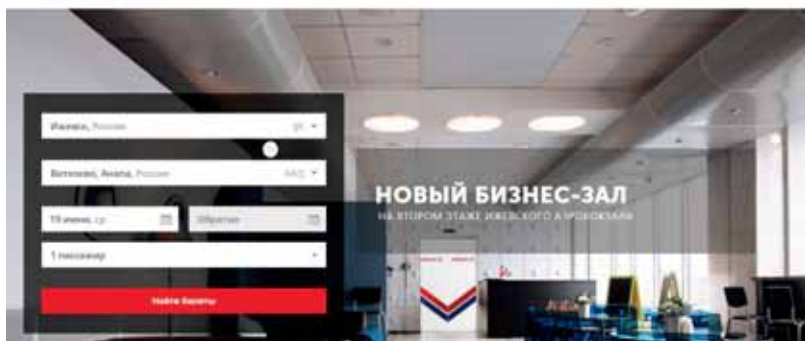 Ижевск, Россия
Витязево, Анапа, Россия AAQ
19 июня, ср
Обратно
1 пассажир
Найти билеты
НОВЫЙ БИЗНЕС-ЗАЛ
НА ВТОРОМ ЭТАЖЕ ИЖЕВСКОГО АЭРОВОКЗАЛА